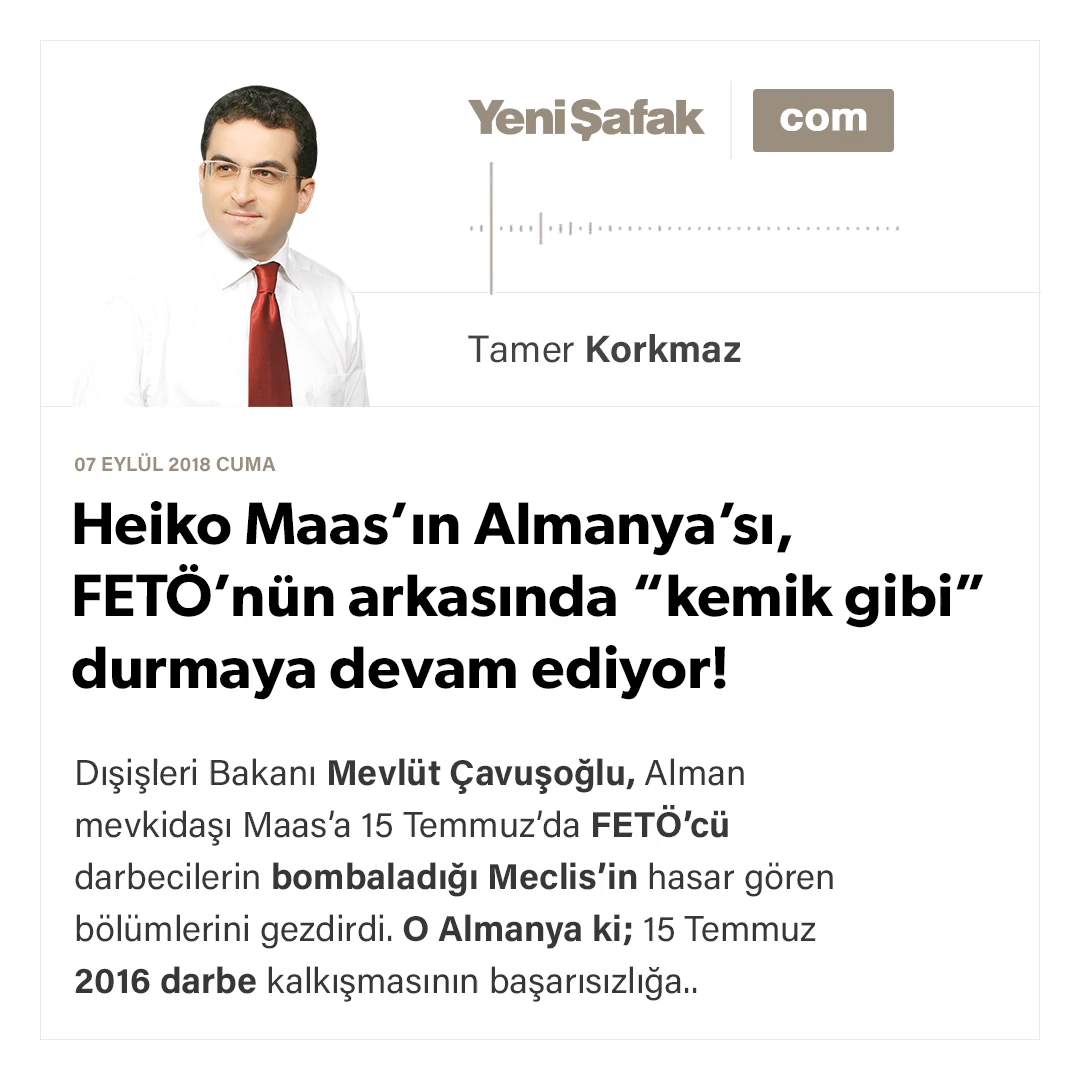 YeniŞafak com
Tamer Korkmaz
07 EYLÜL 2018 CUMA
Heiko Maas’ın Almanya’sı,
FETÖ’nün arkasında “kemik gibi”
durmaya devam ediyor!
Dışişleri Bakanı Mevlüt Çavuşoğlu, Alman
mevkidaşı Maas’a 15 Temmuz’da FETÖ’cü
darbecilerin bombaladığı Meclis’in hasar gören
bölümlerini gezdirdi. O Almanya ki; 15 Temmuz
2016 darbe kalkışmasının başarısızlığa..